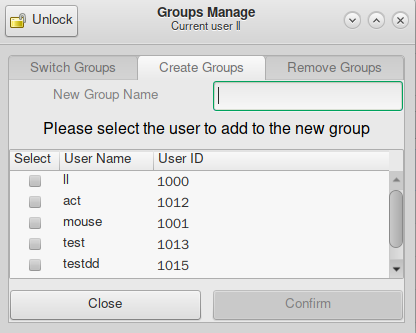 Unlock
Groups Manage
Current user ll
Switch Groups Create Groups Remove Groups
New Group Name
Please select the user to add to the new group
Select User Name User ID
ll 1000
act 1012
mouse 1001
test 1013
testdd 1015
Close Confirm